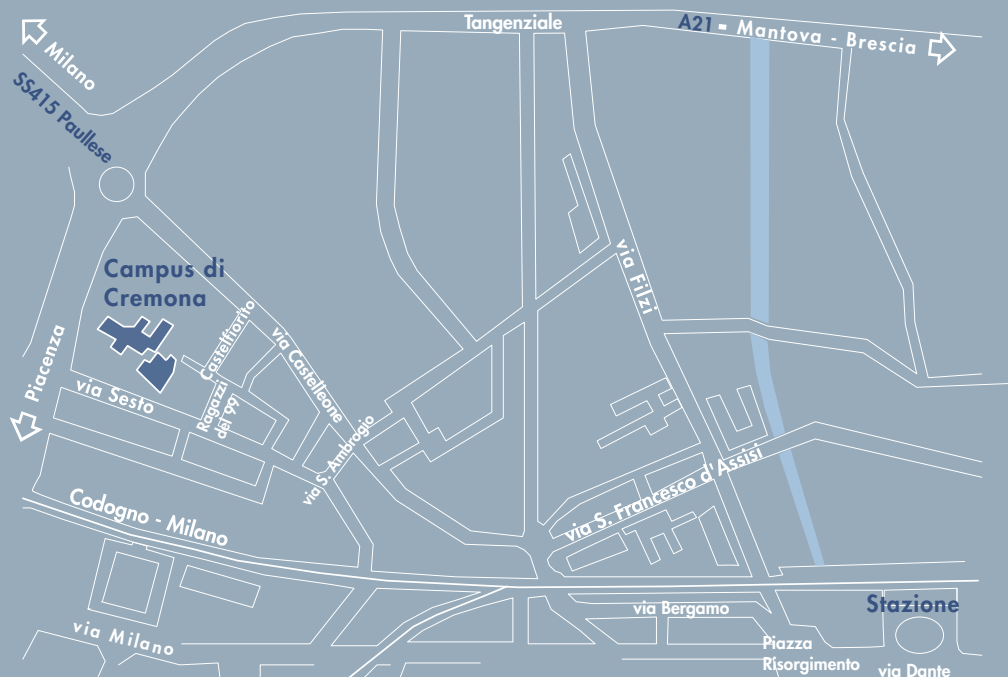 Tangenziale
A21 = Mantova - Brescia
Milano
SS415 Paullese
Campus di
Cremona
via Filzi
Castelfiorito
via Castelleone
Piacenza
via Sesto
Ragazzi
del 99
via S. Ambrogio
via S. Francesco d'Assisi
Codogno - Milano
Stazione
via Bergamo
via Milano
Piazza
Risorgimento
via Dante